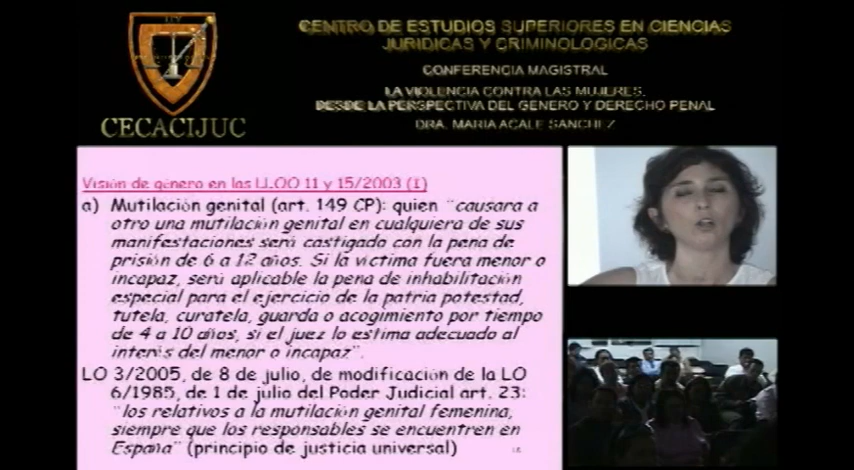 CENTRO DE ESTUDIOS SUPERIORES EN CIENCIAS
JURIDICAS Y CRIMINOLOGICAS
CONFERENCIA MAGISTRAL
LA VIOLENCIA CONTRA LAS MUJERES.
DESDE LA PERSPECTIVA DEL GENERO Y DERECHO PENAL
DRA. MARIA ACALE SANCHEZ
CECACIJUC
Visión de género en las LLOO 11 y 15/2003 (I)
a) Mutilación genital (art. 149 CP): quien "causara a
otro una mutilación genital en cualquiera de sus
manifestaciones será castigado con la pena de
prisión de 6 a 12 años. Si la víctima fuera menor o
incapaz, será aplicable la pena de inhabilitación
especial para el ejercicio de la patria potestad,
tutela, curatela, guarda o acogimiento por tiempo
de 4 a 10 años, si el juez lo estima adecuado al
interés del menor o incapaz".
LO 3/2005, de 8 de julio, de modificación de la LO
6/1985, de 1 de julio del Poder Judicial art. 23:
"los relativos a la mutilación genital femenina,
siempre que los responsables se encuentren en
España" (principio de justicia universal)